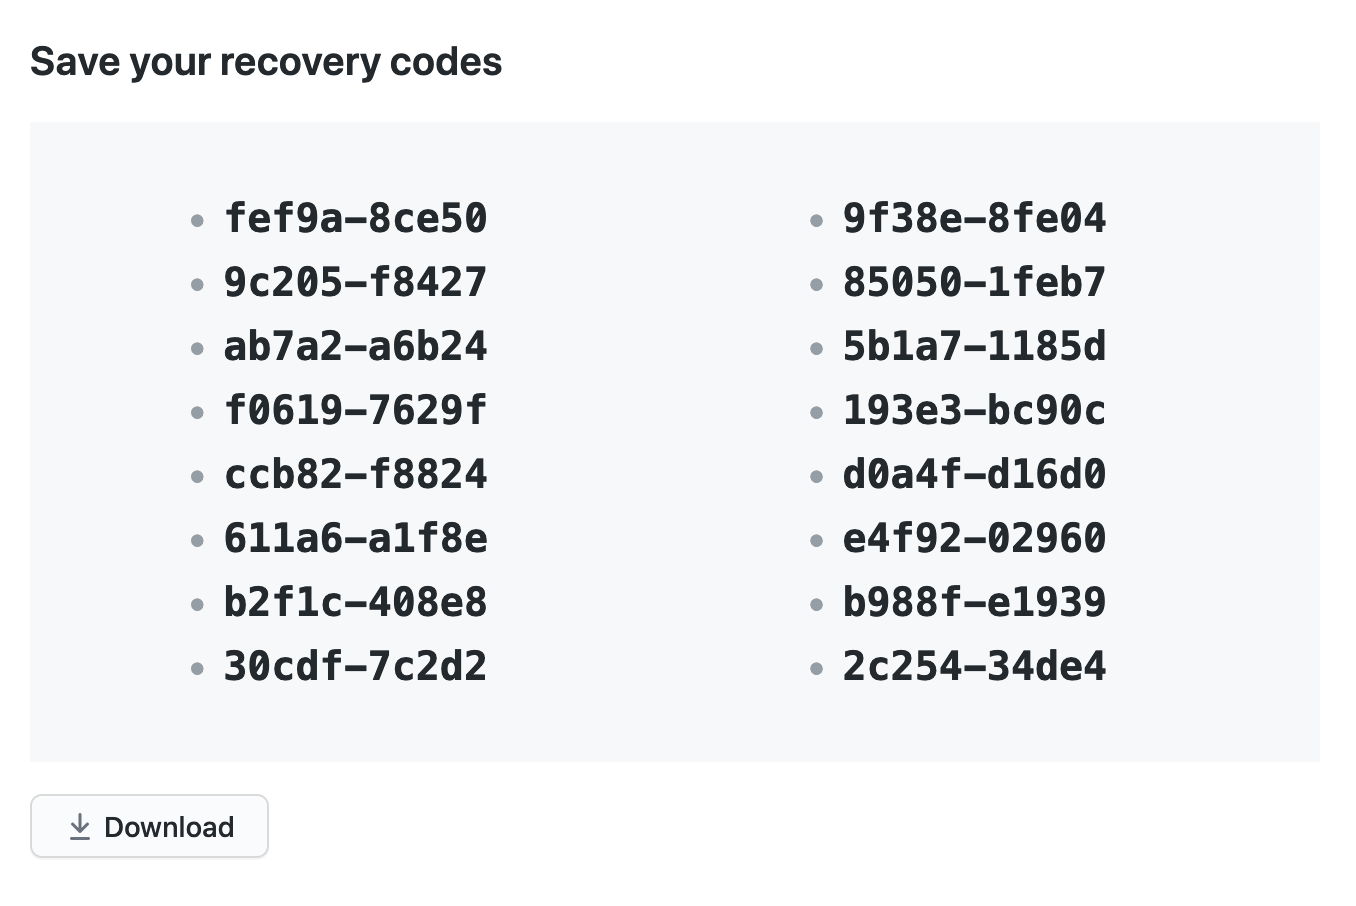 Save your recovery codes
fef9a-8ce50
9c205-f8427
ab7a2-a6b24
f0619-7629f
ccb82-f8824
611a6-a1f8e
b2f1c-408e8
30cdf-7c2d2
9f38e-8fe04
85050-1feb7
5b1a7-1185d
193e3-bc90c
d0a4f-d16d0
e4f92-02960
b988f-e1939
2c254-34de4
Download